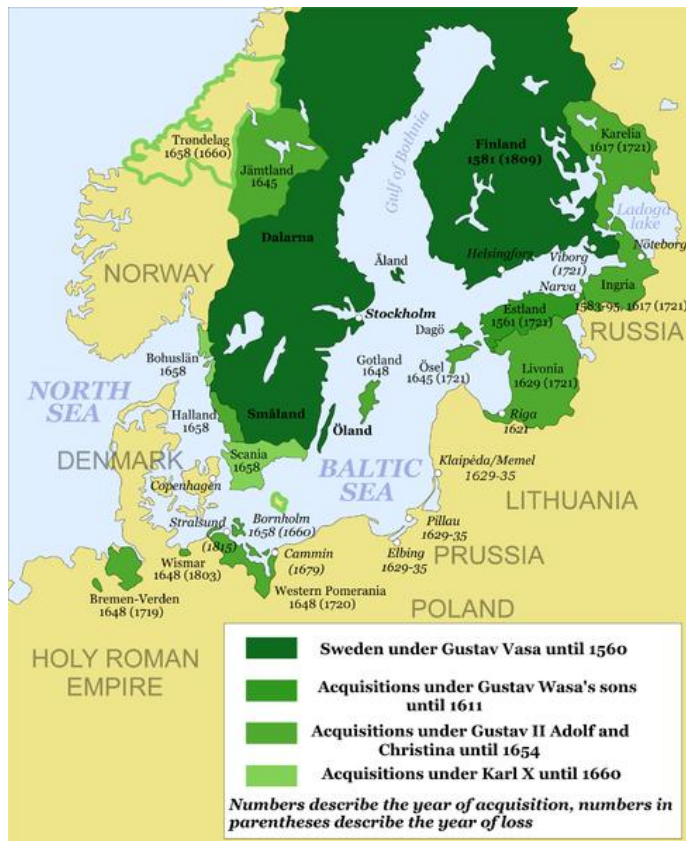 Trøndelag
1658 (1660)
Jämtland
1645
Gulf of Bothnia
Finland
1581 (1809)
Karelia
1617 (1721)
Ladoga
lake
Dalarna
NORWAY
Åland
Helsingfors
Viborg
(1721)
Nöteborg
Narva
Ingria
1583-95, 1617 (1721)
RUSSIA
Stockholm
Estland
1561 (1721)
Dagö
Bohuslän
1658
Gotland
1648
Ösel
1645 (1721)
Livonia
1629 (1721)
NORTH
SEA
Halland
1658
Småland
Öland
Riga
1621
DENMARK
Scania
1658
BALTIC
SEA
Klaipėda/Memel
1629-35
LITHUANIA
Copenhagen
Stralsund
(1815)
Bornholm
1658 (1660)
Pillau
1629-35
Wismar
1648 (1803)
Cammin
(1679)
Elbing
1629-35
PRUSSIA
Bremen-Verden
1648 (1719)
Western Pomerania
1648 (1720)
POLAND
HOLY ROMAN
EMPIRE
Sweden under Gustav Vasa until 1560
Acquisitions under Gustav Wasa's sons
until 1611
Acquisitions under Gustav II Adolf and
Christina until 1654
Acquisitions under Karl X until 1660
Numbers describe the year of acquisition, numbers in
parentheses describe the year of loss